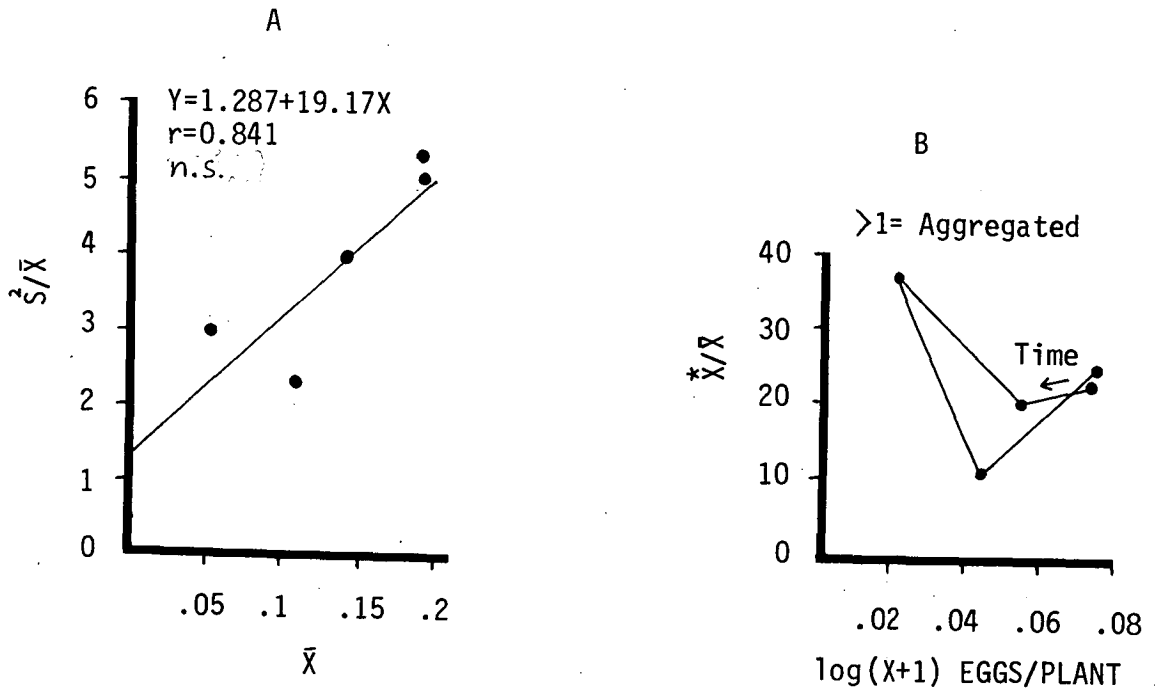 A
6
5
4
3
2
1
0
Y=1.287+19.17X
r=0.841
n.s.
S²/X̄
.05 .1 .15 .2
X̄
B
>1= Aggregated
40
30
20
10
0
Time
X̽/X̄
.02 .04 .06 .08
log(X+1) EGGS/PLANT